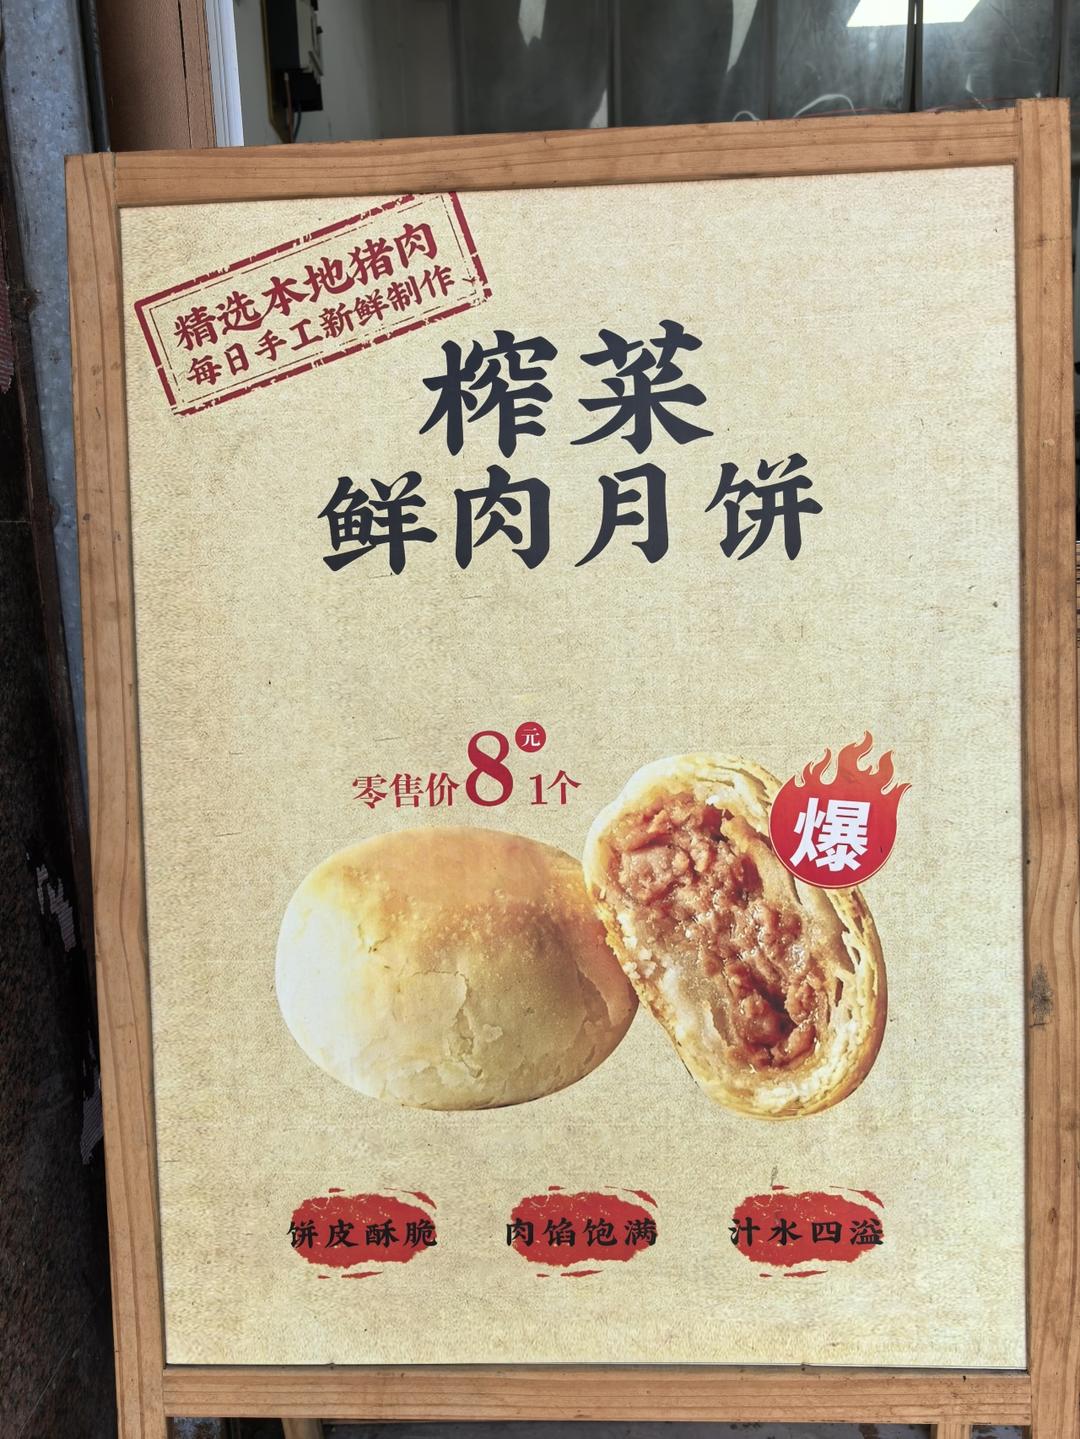 精选本地猪肉
每日手工新鲜制作
榨菜
鲜肉月饼
零售价8元1个
爆
饼皮酥脆
肉馅饱满
汁水四溢